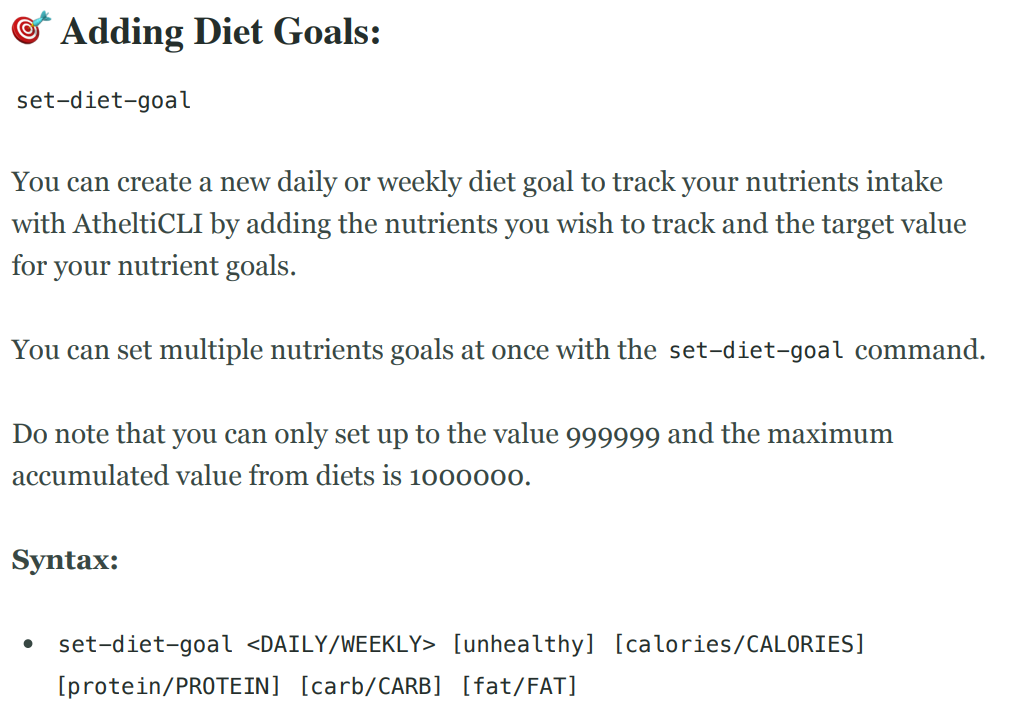 🎯 Adding Diet Goals:
set-diet-goal
You can create a new daily or weekly diet goal to track your nutrients intake
with AtheltiCLI by adding the nutrients you wish to track and the target value
for your nutrient goals.
You can set multiple nutrients goals at once with the set-diet-goal command.
Do note that you can only set up to the value 999999 and the maximum
accumulated value from diets is 1000000.
Syntax:
• set-diet-goal <DAILY/WEEKLY> [unhealthy] [calories/CALORIES]
[protein/PROTEIN] [carb/CARB] [fat/FAT]